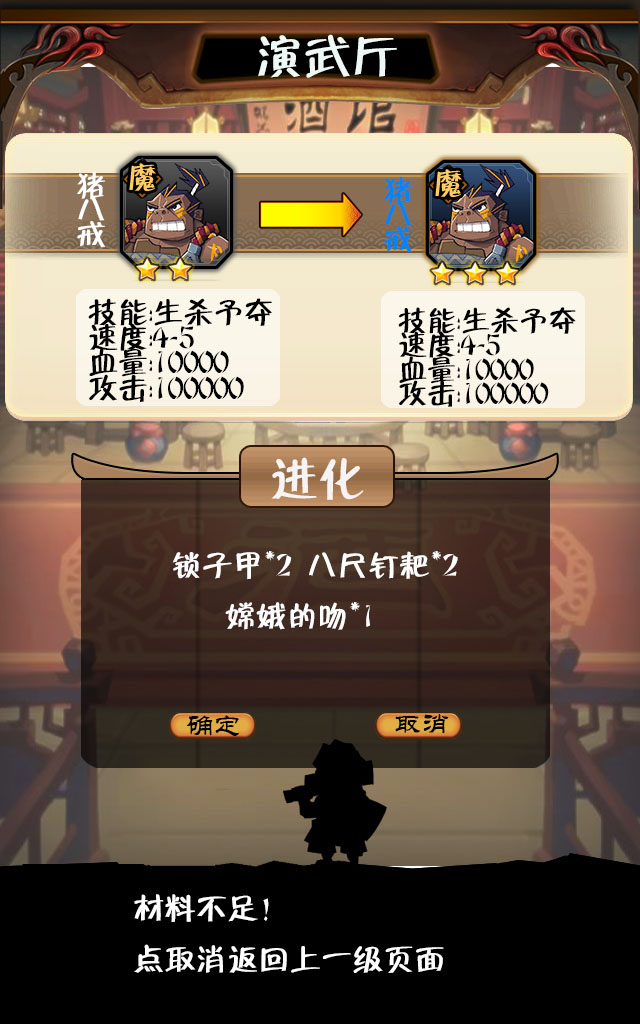 演武厅
酒馆
魔
猪八戒
技能:生杀予夺
速度:4-5
血量:10000
攻击:100000
魔
猪八戒
技能:生杀予夺
速度:4-5
血量:10000
攻击:100000
进化
锁子甲*2 八尺钉耙*2
嫦娥的吻*1
确定
取消
材料不足!
点取消返回上一级页面